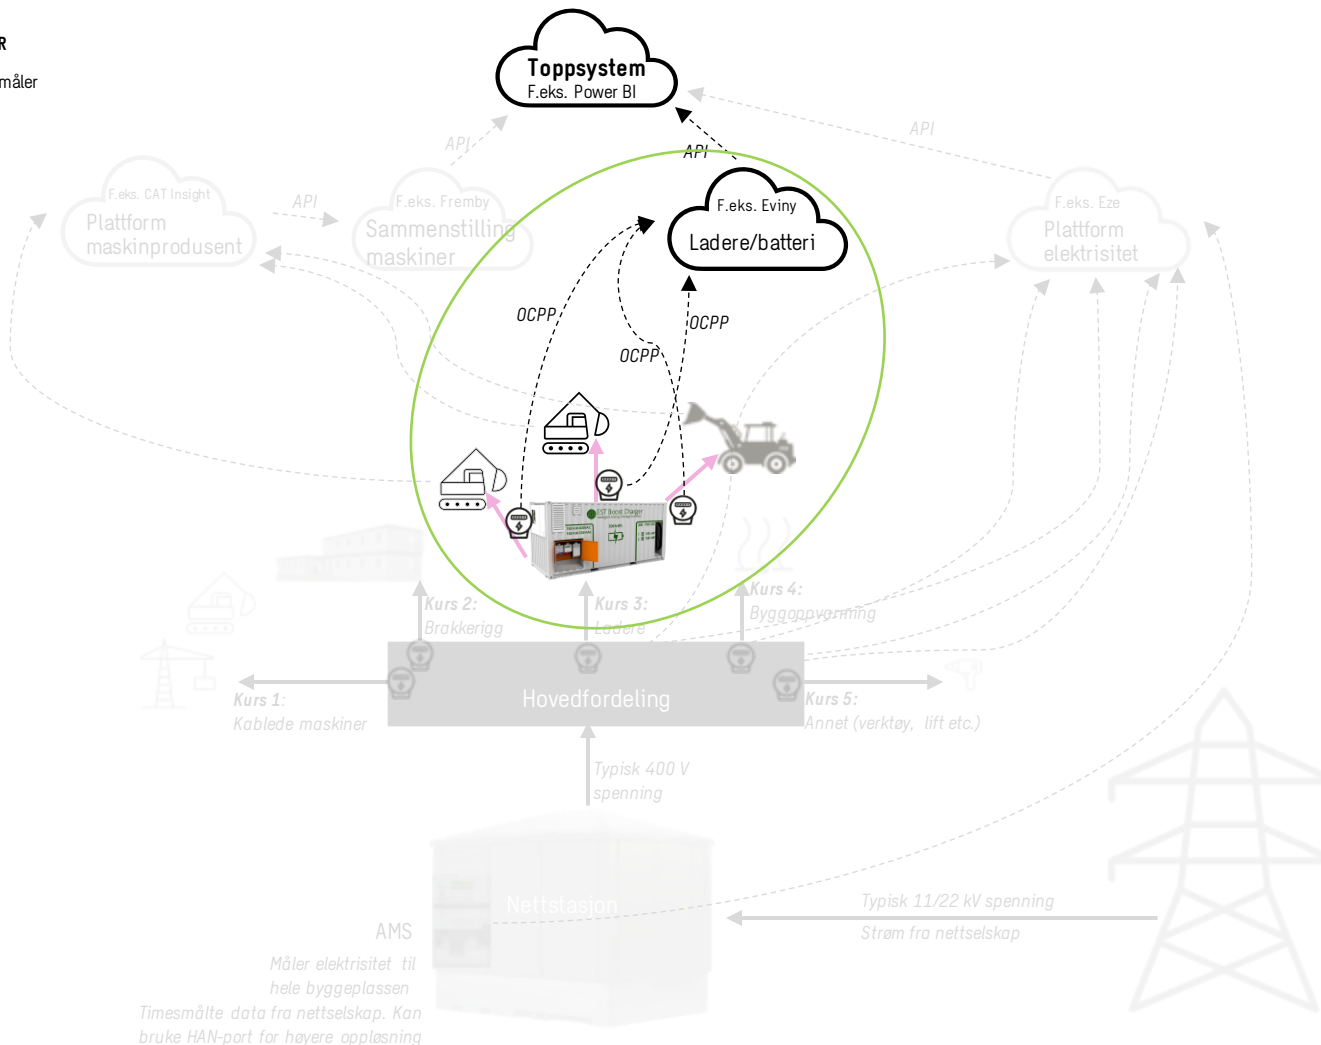 R
måler
Toppsystem
F.eks. Power BI
API
API
API
API
F.eks. CAT Insight
Plattform
maskinprodusent
F.eks. Fremby
Sammenstilling
maskiner
F.eks. Eviny
Ladere/batteri
F.eks. Eze
Plattform
elektrisitet
OCPP
OCPP
OCPP
EST Boost Charger
Kurs 2:
Brakkerigg
Kurs 3:
Ladere
Kurs 4:
Byggoppvarming
Hovedfordeling
Kurs 1:
Kablede maskiner
Kurs 5:
Annet (verktøy, lift etc.)
Typisk 400 V
spenning
Nettstasjon
Typisk 11/22 kV spenning
Strøm fra nettselskap
AMS
Måler elektrisitet til
hele byggeplassen
Timesmålte data fra nettselskap. Kan
bruke HAN-port for høyere oppløsning